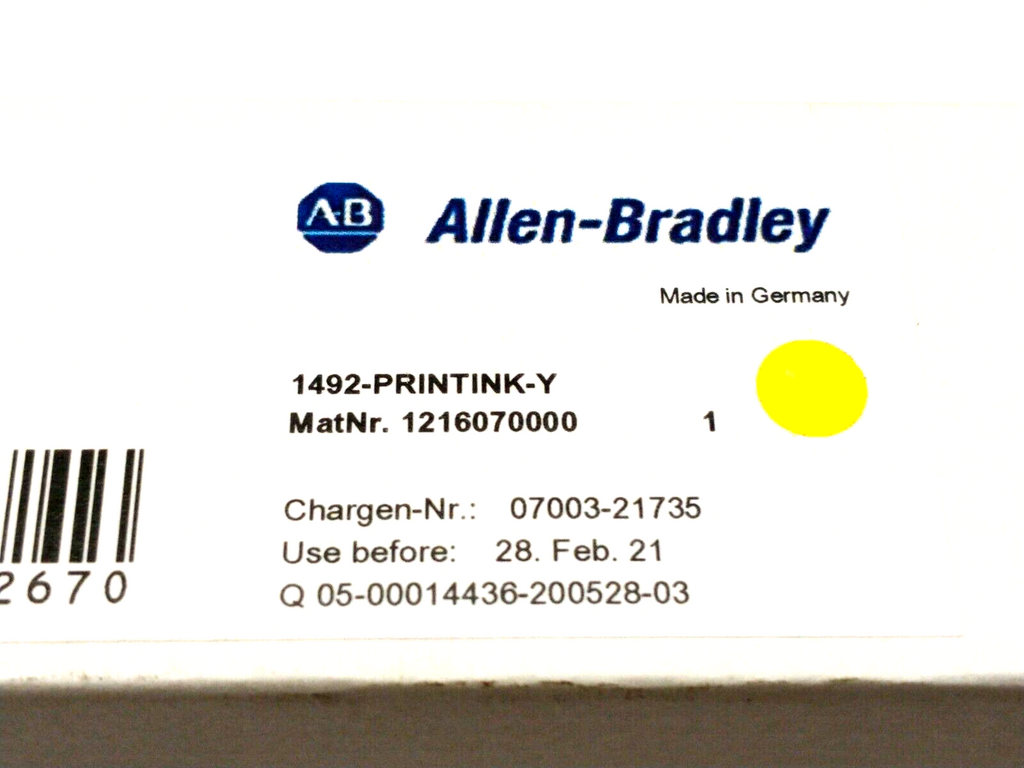 A-B Allen-Bradley
Made in Germany
1492-PRINTINK-Y
MatNr. 1216070000 1
Chargen-Nr.: 07003-21735
Use before: 28. Feb. 21
2670
Q 05-00014436-200528-03